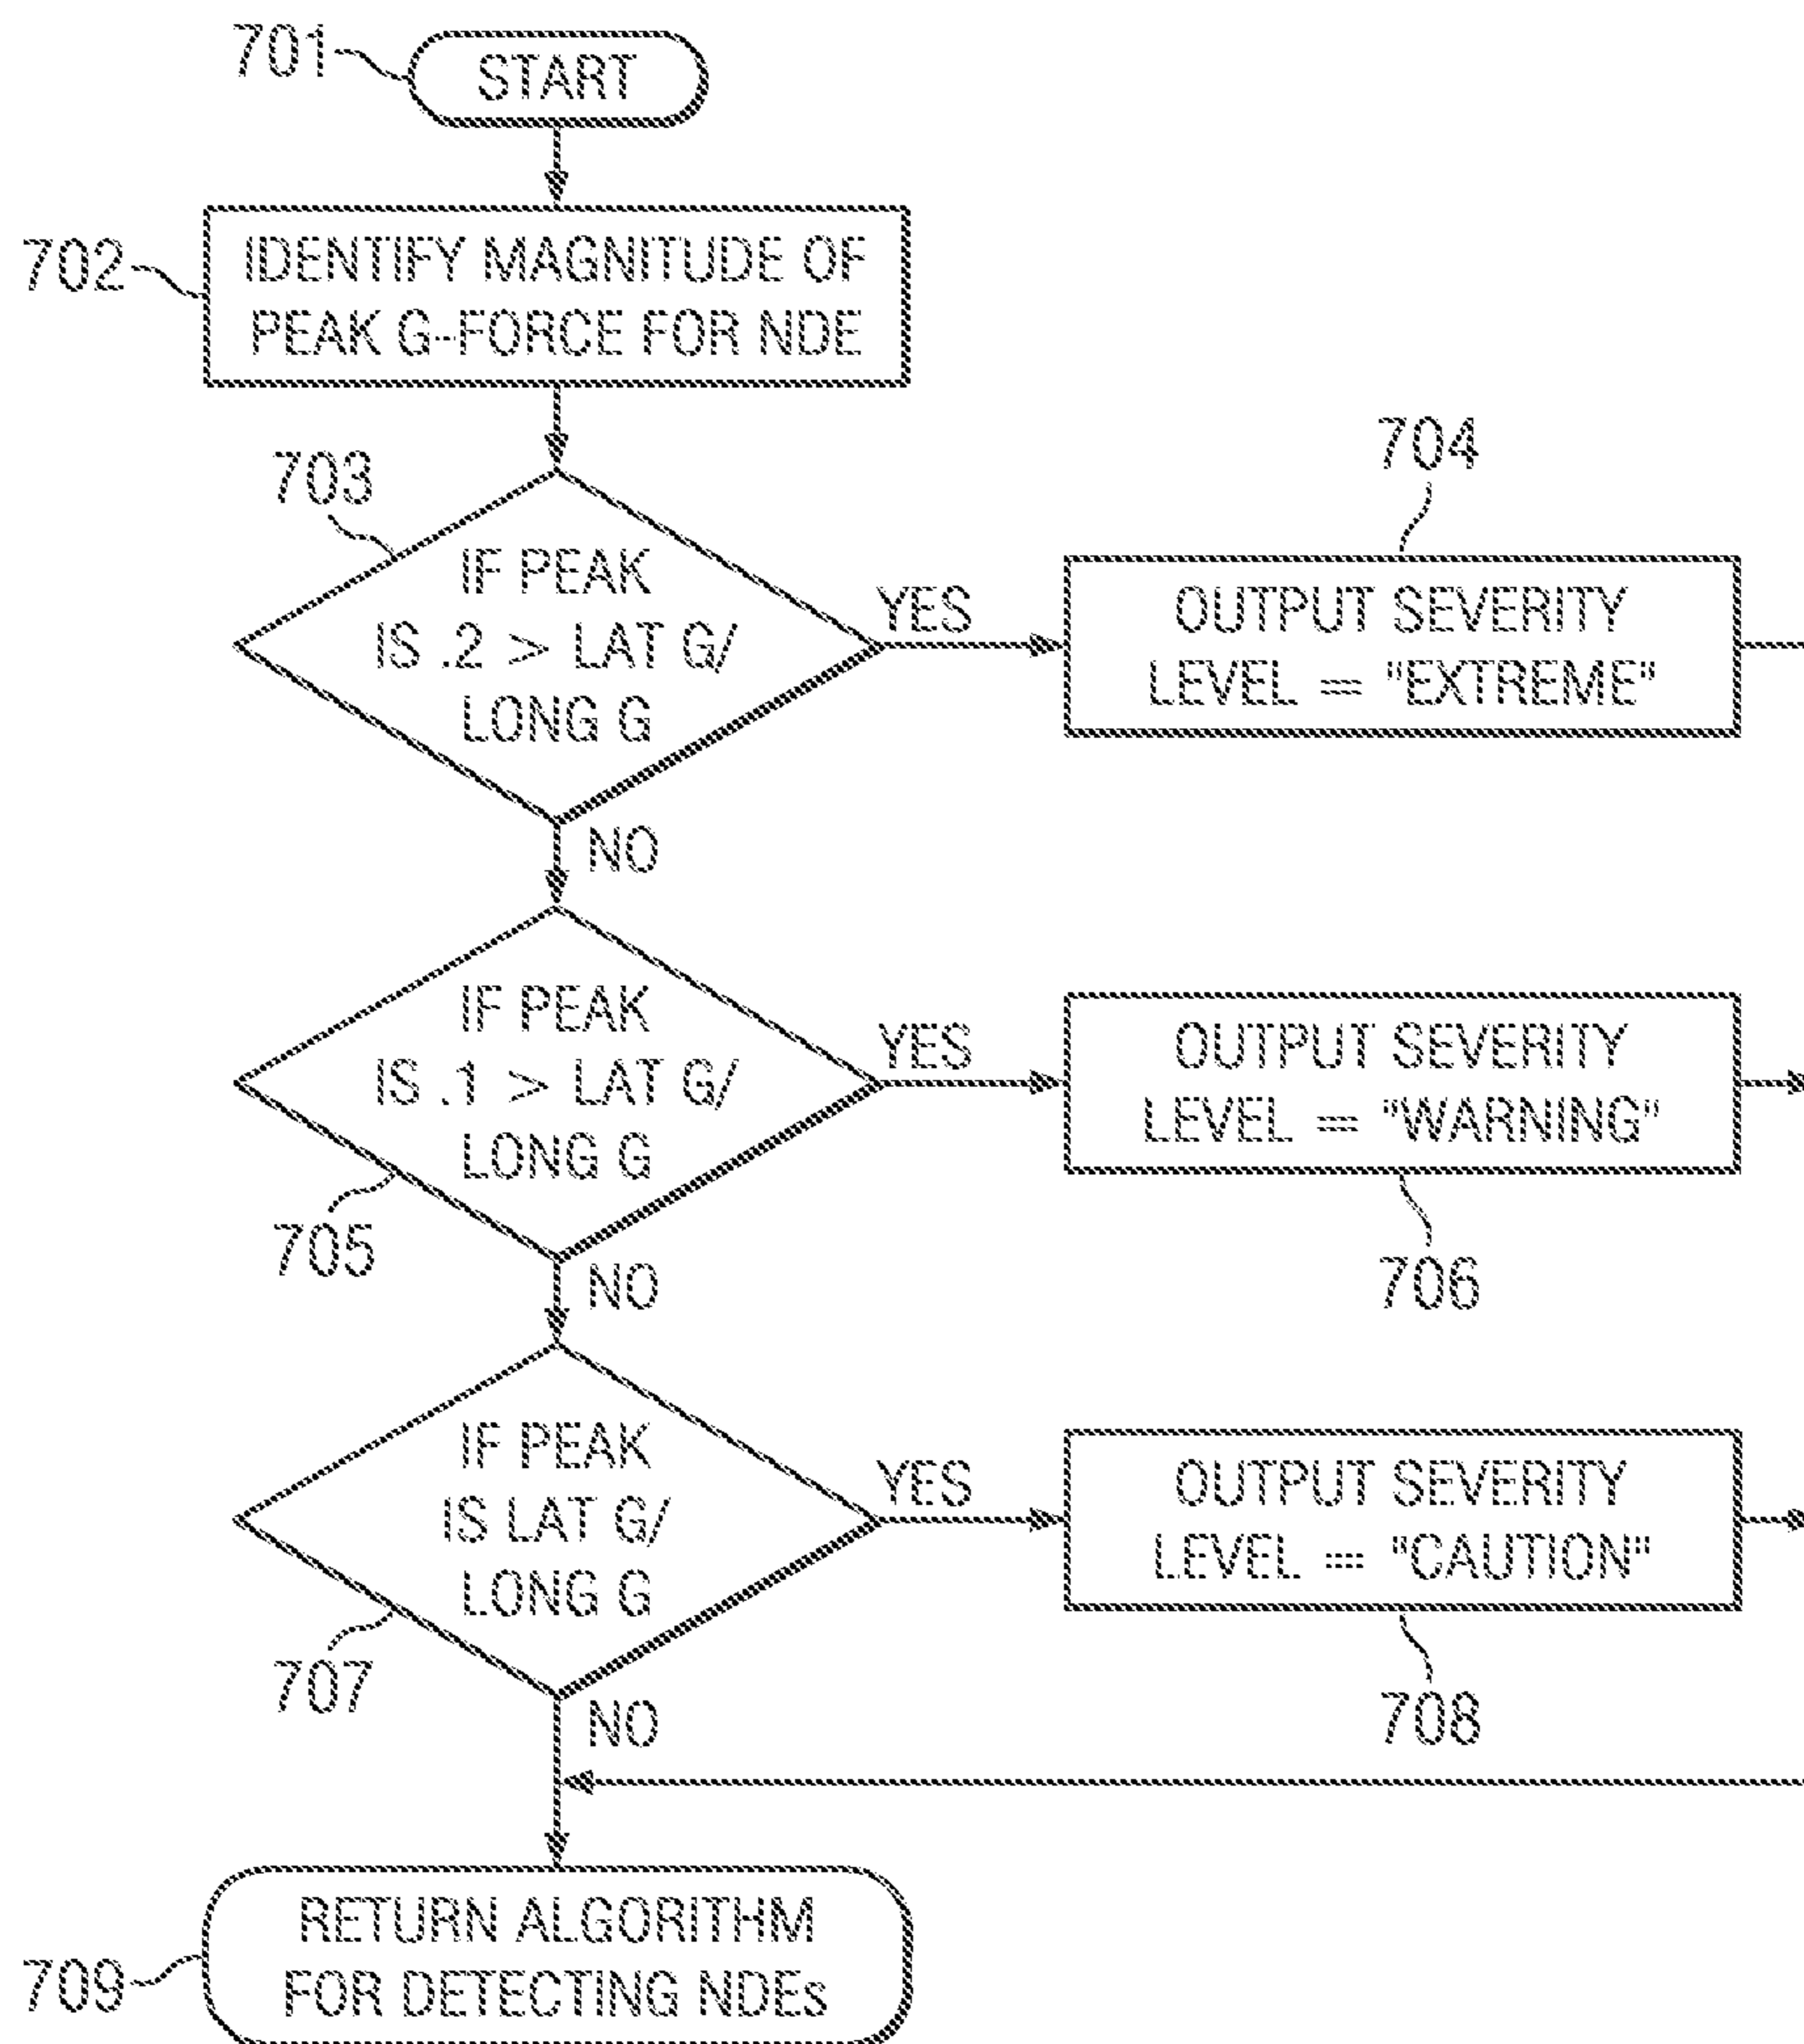 701
START
702
IDENTIFY MAGNITUDE OF
PEAK G-FORCE FOR NDE
703
IF PEAK
IS .2 > LAT G/
LONG G
YES
704
OUTPUT SEVERITY
LEVEL = "EXTREME"
NO
705
IF PEAK
IS .1 > LAT G/
LONG G
YES
OUTPUT SEVERITY
LEVEL = "WARNING"
706
NO
707
IF PEAK
IS LAT G/
LONG G
YES
OUTPUT SEVERITY
LEVEL = "CAUTION"
708
NO
709
RETURN ALGORITHM
FOR DETECTING NDEs